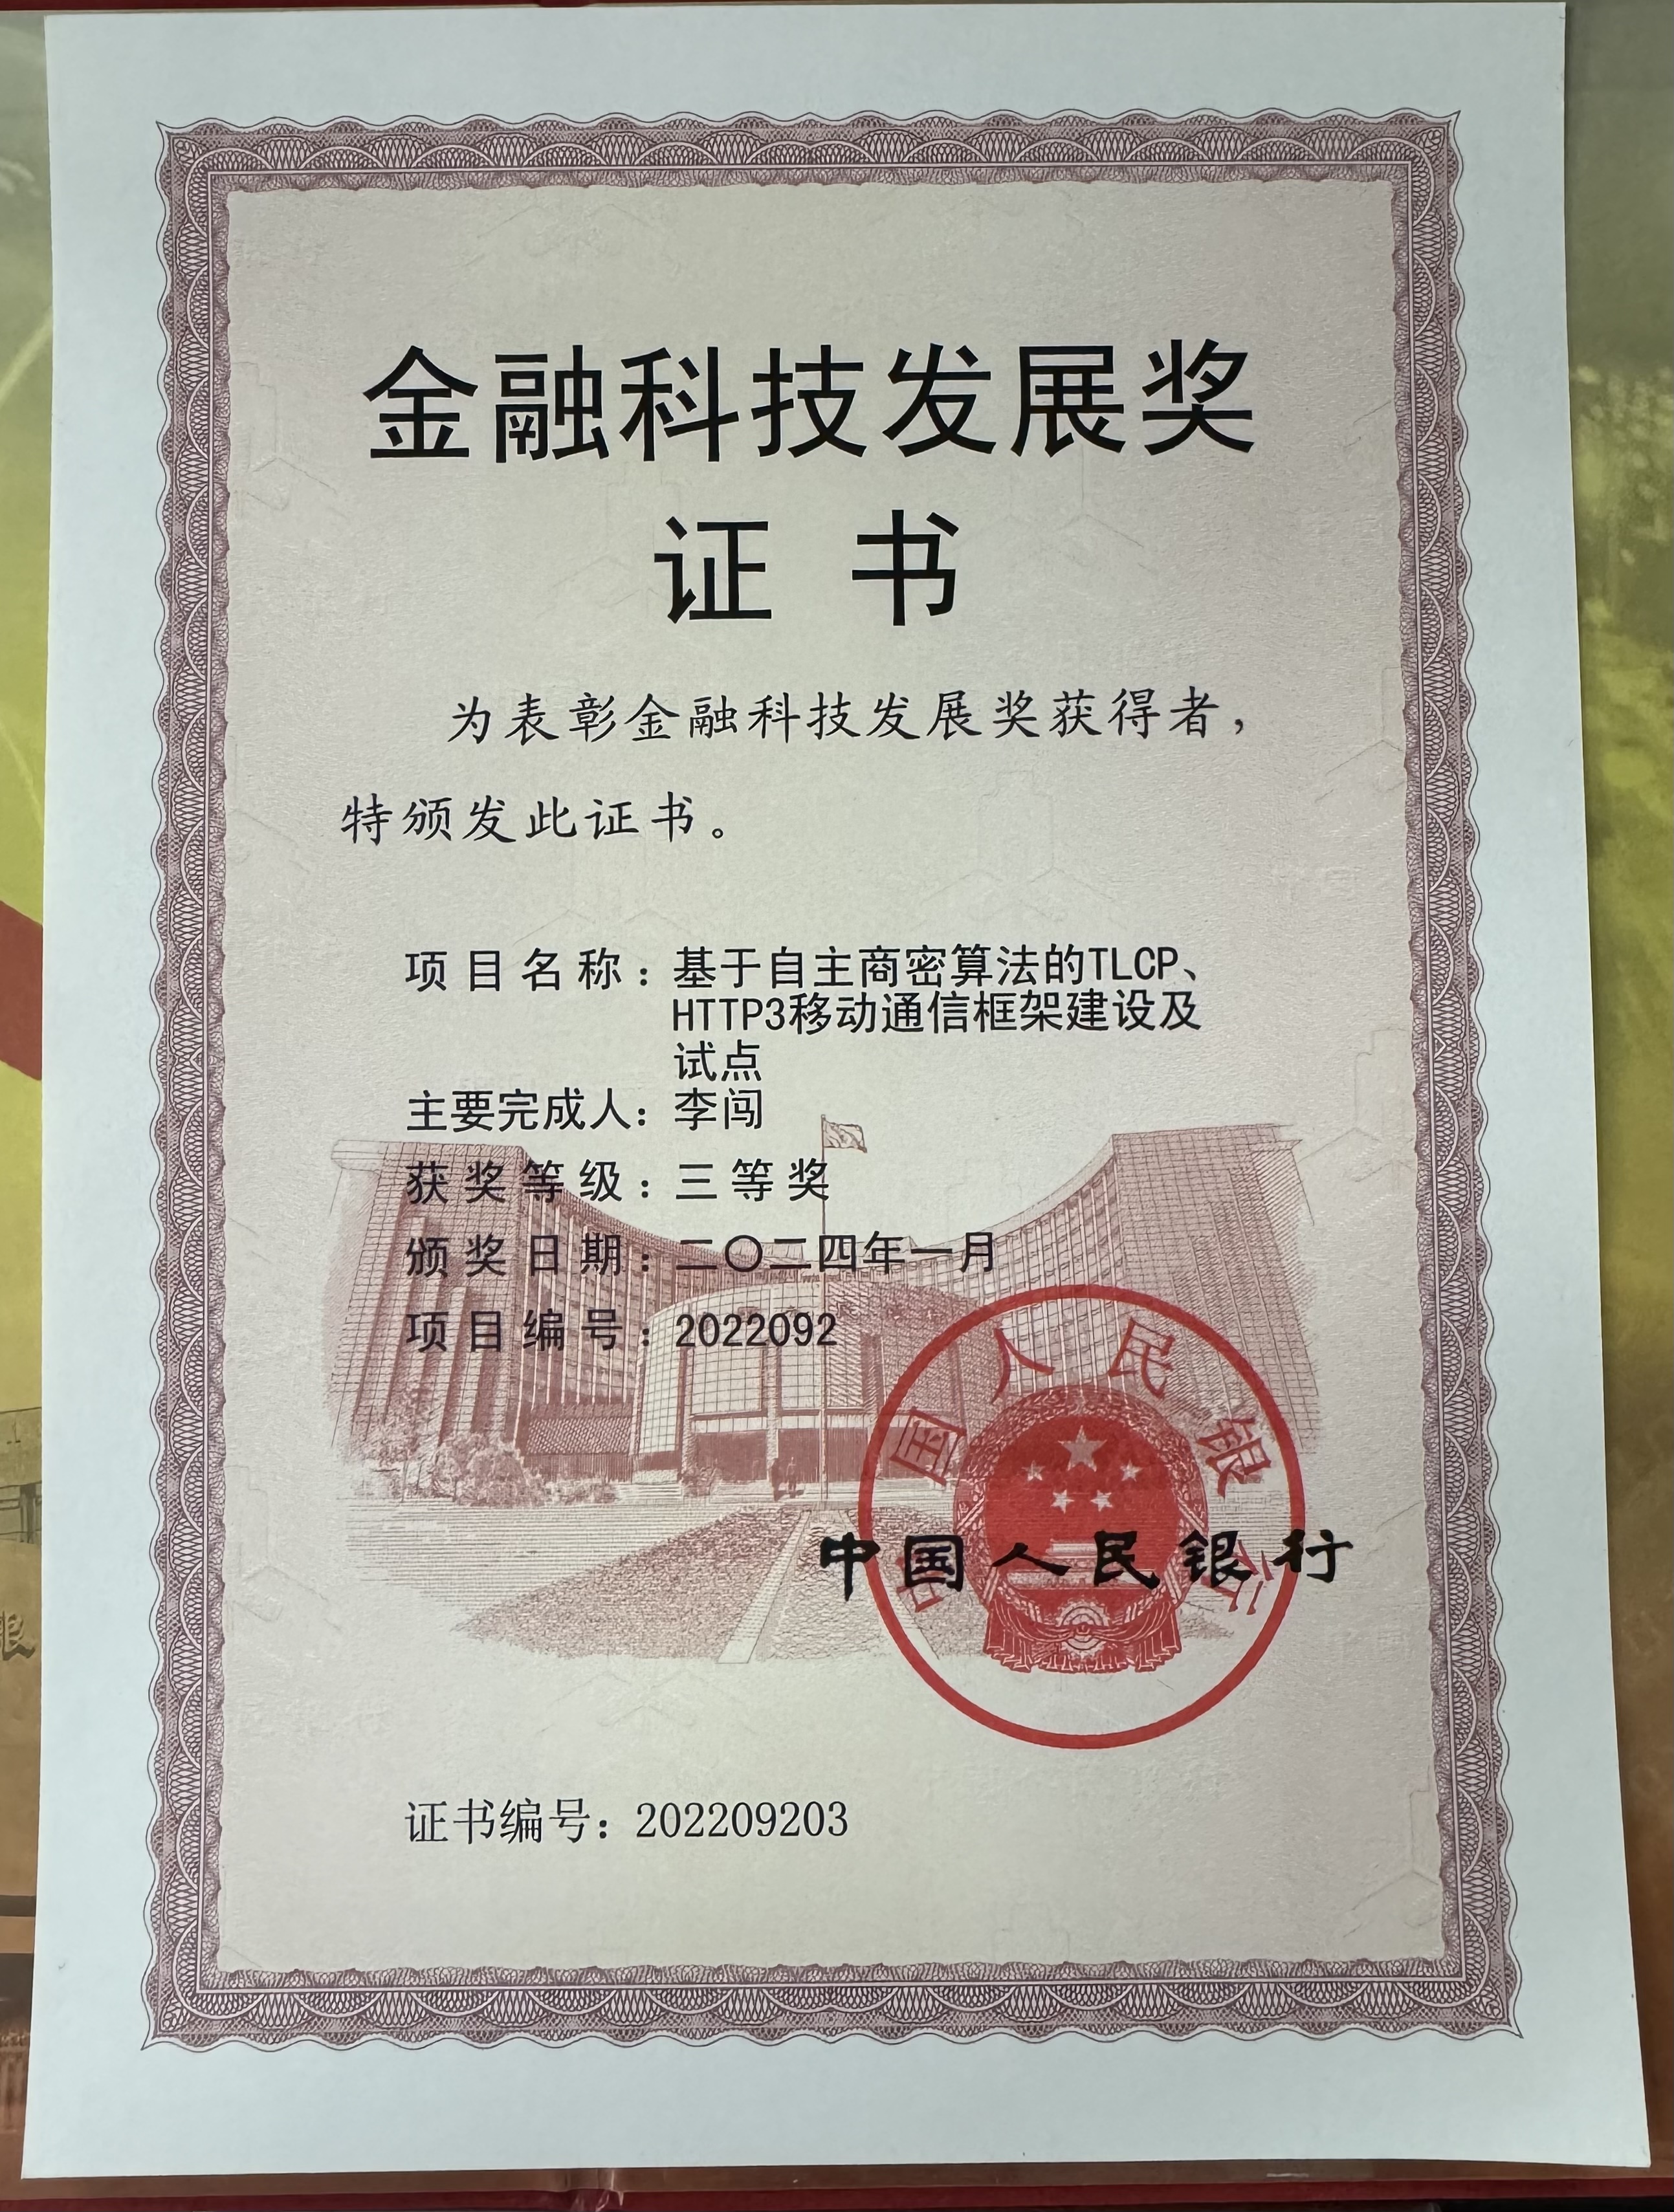 金融科技发展奖
证书
为表彰金融科技发展奖获得者，
特颁发此证书。
项目名称：基于自主商密算法的TLCP、
HTTP3移动通信框架建设及
试点
主要完成人：李闯
获奖等级：三等奖
颁奖日期：二〇二四年一月
项目编号：2022092
中国人民银行
中国人民银行
证书编号：202209203